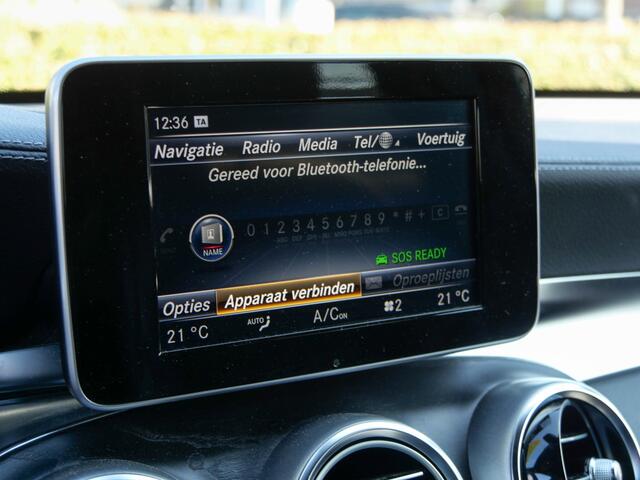 12:36 TA
Navigatie Radio Media Tel/ Voertuig
Gereed voor Bluetooth-telefonie...
0 1 2 3 4 5 6 7 8 9 * # + C
NAME
SOS READY
Opties Apparaat verbinden Oproeplijsten
21 °C AUTO A/C ON 2 21 °C